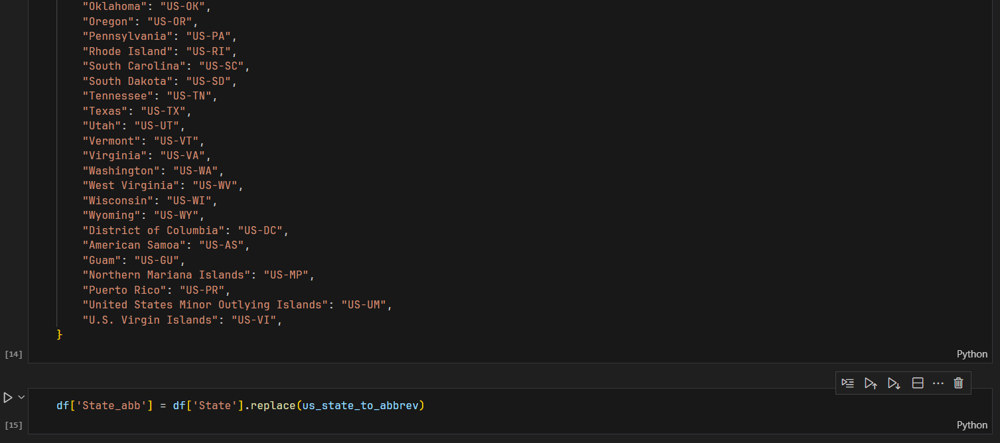 "Oklahoma": "US-OK",
"Oregon": "US-OR",
"Pennsylvania": "US-PA",
"Rhode Island": "US-RI",
"South Carolina": "US-SC",
"South Dakota": "US-SD",
"Tennessee": "US-TN",
"Texas": "US-TX",
"Utah": "US-UT",
"Vermont": "US-VT",
"Virginia": "US-VA",
"Washington": "US-WA",
"West Virginia": "US-WV",
"Wisconsin": "US-WI",
"Wyoming": "US-WY",
"District of Columbia": "US-DC",
"American Samoa": "US-AS",
"Guam": "US-GU",
"Northern Mariana Islands": "US-MP",
"Puerto Rico": "US-PR",
"United States Minor Outlying Islands": "US-UM",
"U.S. Virgin Islands": "US-VI",
}
[14] Python
df['State_abb'] = df['State'].replace(us_state_to_abbrev)
[15] Python